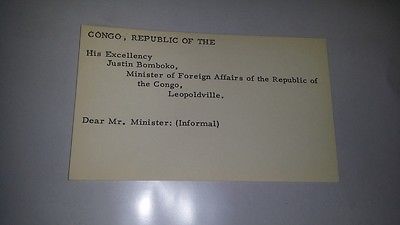 CONGO, REPUBLIC OF THE
His Excellency
Justin Bomboko,
Minister of Foreign Affairs of the Republic of
the Congo,
Leopoldville.
Dear Mr. Minister: (Informal)